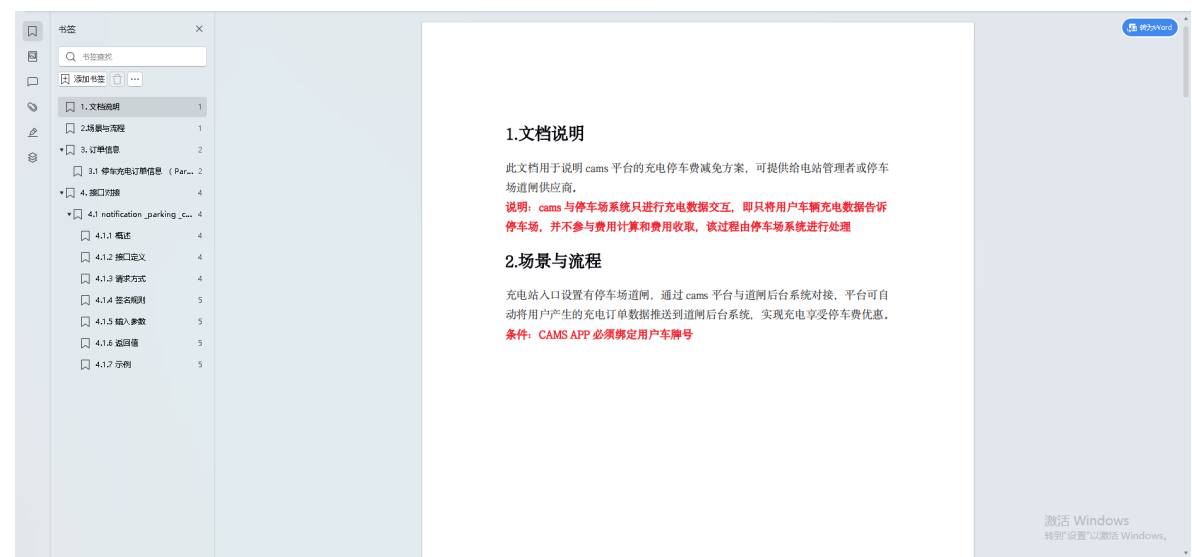 书签
书签查找
添加书签
1. 文档说明 1
2.场景与流程 1
3. 订单信息 2
3.1 停车充电订单信息 （ Par... 2
4. 接口对接 4
4.1 notification _parking _c... 4
4.1.1 概述 4
4.1.2 接口定义 4
4.1.3 请求方式 4
4.1.4 签名规则 5
4.1.5 输入参数 5
4.1.6 返回值 5
4.1.7 示例 5
转为Word
1.文档说明
此文档用于说明 cams 平台的充电停车费减免方案，可提供给电站管理者或停车
场道闸供应商。
说明：cams 与停车场系统只进行充电数据交互，即只将用户车辆充电数据告诉
停车场，并不参与费用计算和费用收取，该过程由停车场系统进行处理
2.场景与流程
充电站入口设置有停车场道闸，通过 cams 平台与道闸后台系统对接，平台可自
动将用户产生的充电订单数据推送到道闸后台系统，实现充电享受停车费优惠。
条件：CAMS APP 必须绑定用户车牌号
激活 Windows
转到"设置"以激活 Windows。